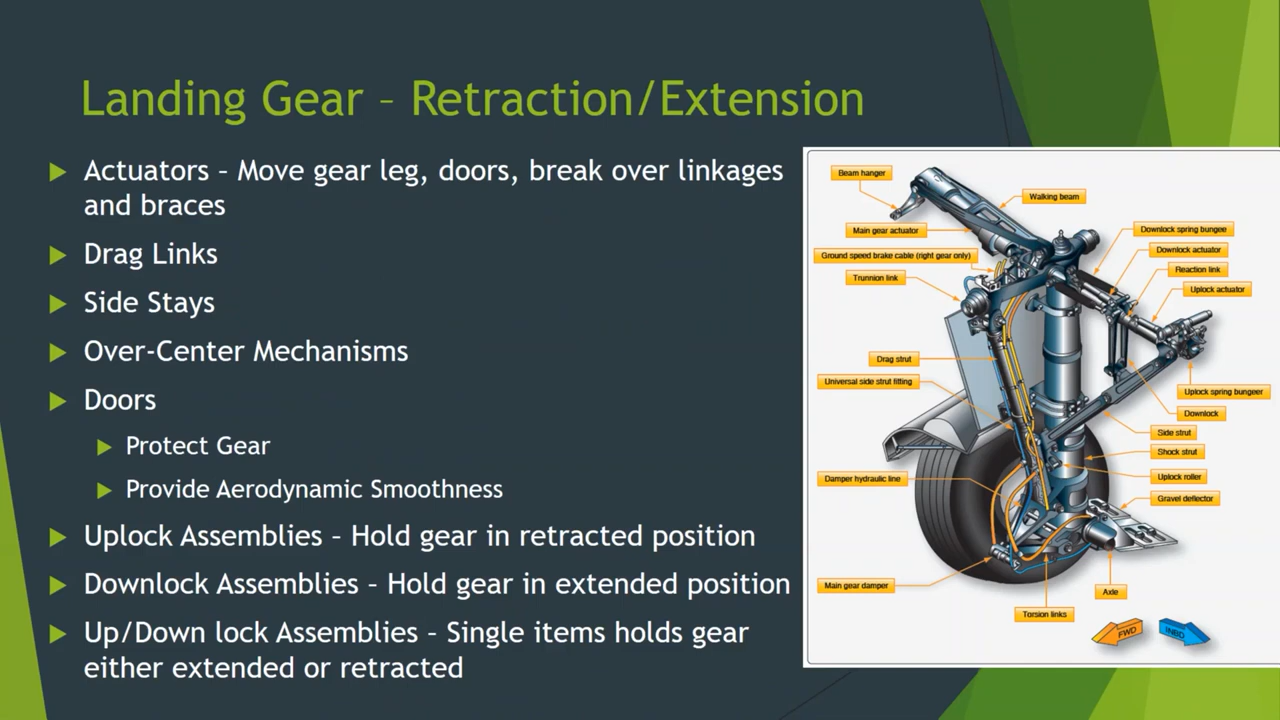 Landing Gear – Retraction/Extension
Actuators – Move gear leg, doors, break over linkages
and braces
Drag Links
Side Stays
Over-Center Mechanisms
Doors
Protect Gear
Provide Aerodynamic Smoothness
Uplock Assemblies – Hold gear in retracted position
Downlock Assemblies – Hold gear in extended position
Up/Down lock Assemblies – Single items holds gear
either extended or retracted
Beam hanger
Walking beam
Main gear actuator
Downlock spring bungee
Downlock actuator
Ground speed brake cable (right gear only)
Reaction link
Trunnion link
Uplock actuator
Drag strut
Universal side strut fitting
Uplock spring bungeer
Downlock
Side strut
Shock strut
Uplock roller
Damper hydraulic line
Gravel deflector
Main gear damper
Axle
Torsion links
FWD
INBD